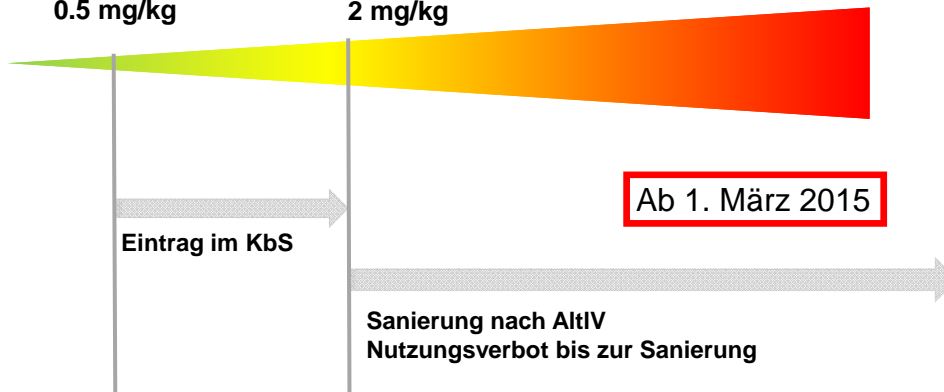 0.5 mg/kg
2 mg/kg
Ab 1. März 2015
Eintrag im KbS
Sanierung nach AltlV
Nutzungsverbot bis zur Sanierung